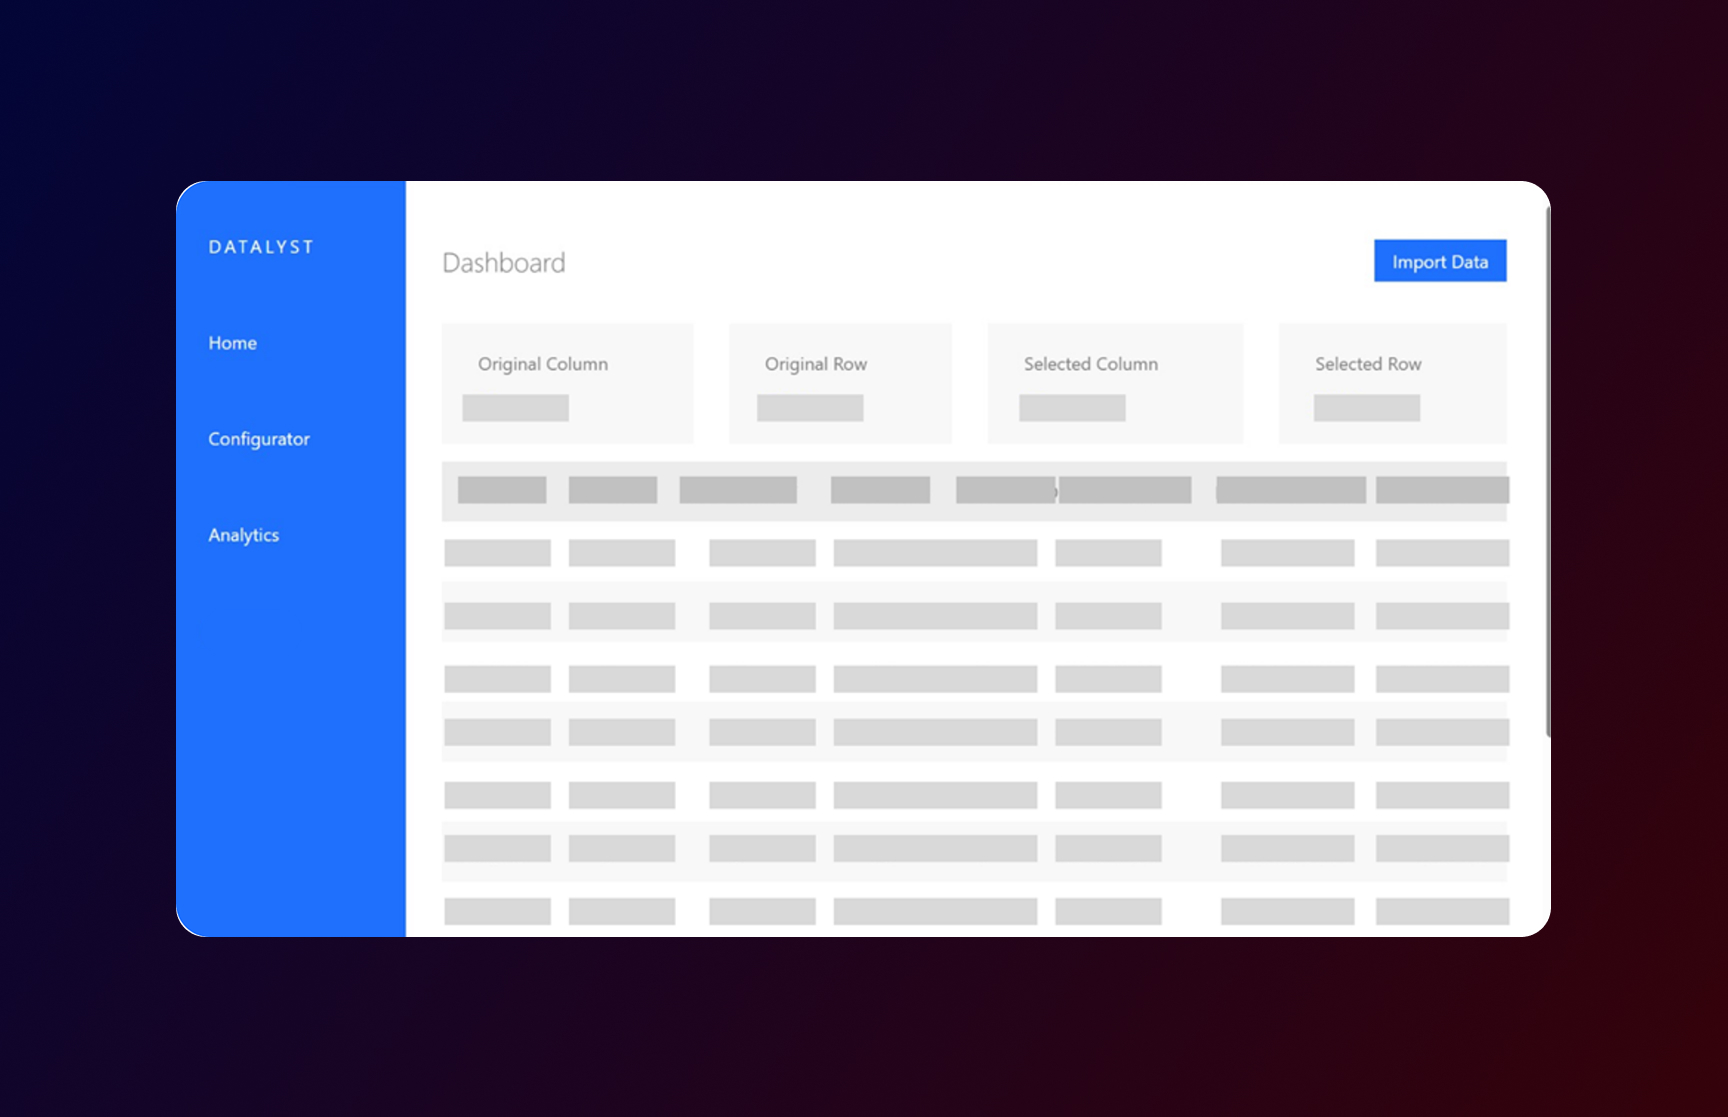 DATALYST
Home
Configurator
Analytics
Dashboard
Import Data
Original Column
Original Row
Selected Column
Selected Row